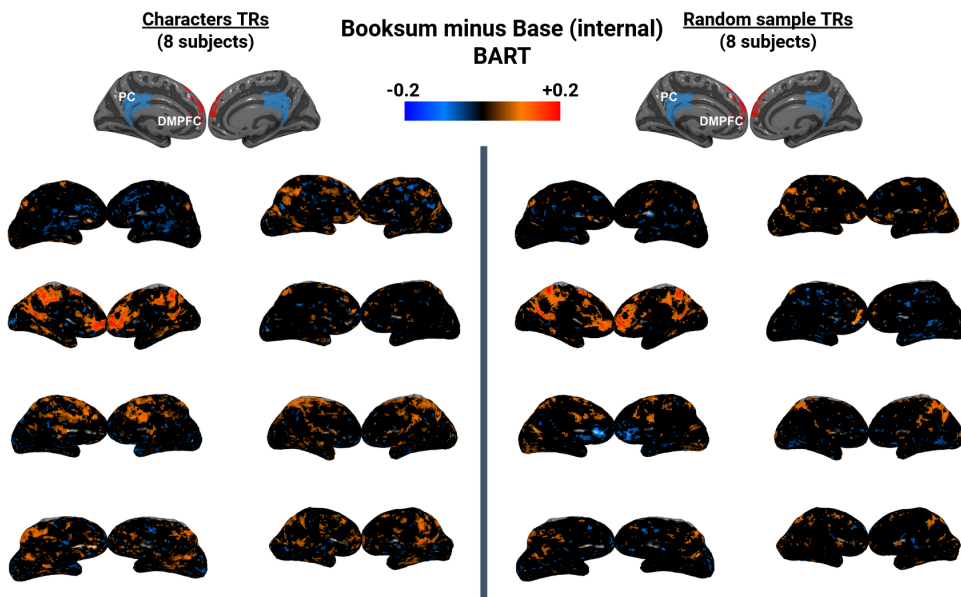 Characters TRs
(8 subjects)
Booksum minus Base (internal)
BART
Random sample TRs
(8 subjects)
-0.2
+0.2
PC
DMPFC
PC
DMPFC